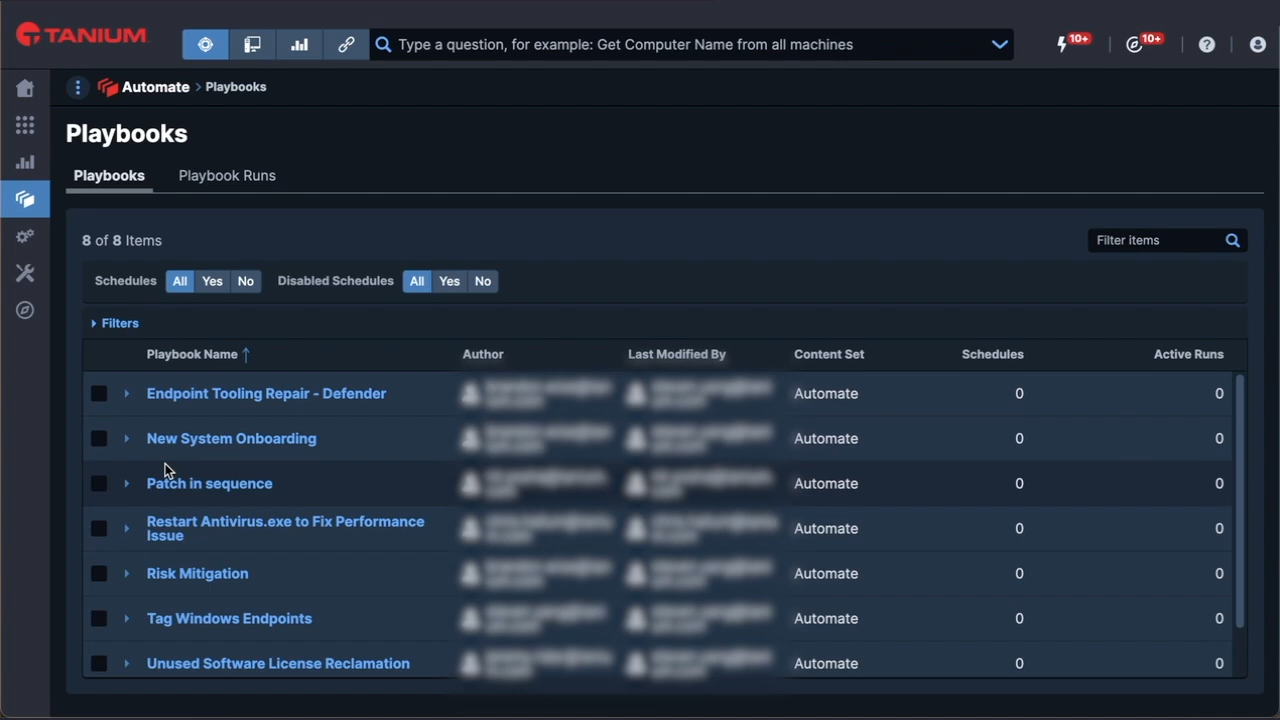 TANIUM
Type a question, for example: Get Computer Name from all machines
10+
10+
Automate > Playbooks
Playbooks
Playbooks
Playbook Runs
8 of 8 Items
Filter items
Schedules All Yes No Disabled Schedules All Yes No
Filters
Playbook Name Author Last Modified By Content Set Schedules Active Runs
Endpoint Tooling Repair - Defender Automate 0 0
New System Onboarding Automate 0 0
Patch in sequence Automate 0 0
Restart Antivirus.exe to Fix Performance
Issue Automate 0 0
Risk Mitigation Automate 0 0
Tag Windows Endpoints Automate 0 0
Unused Software License Reclamation Automate 0 0